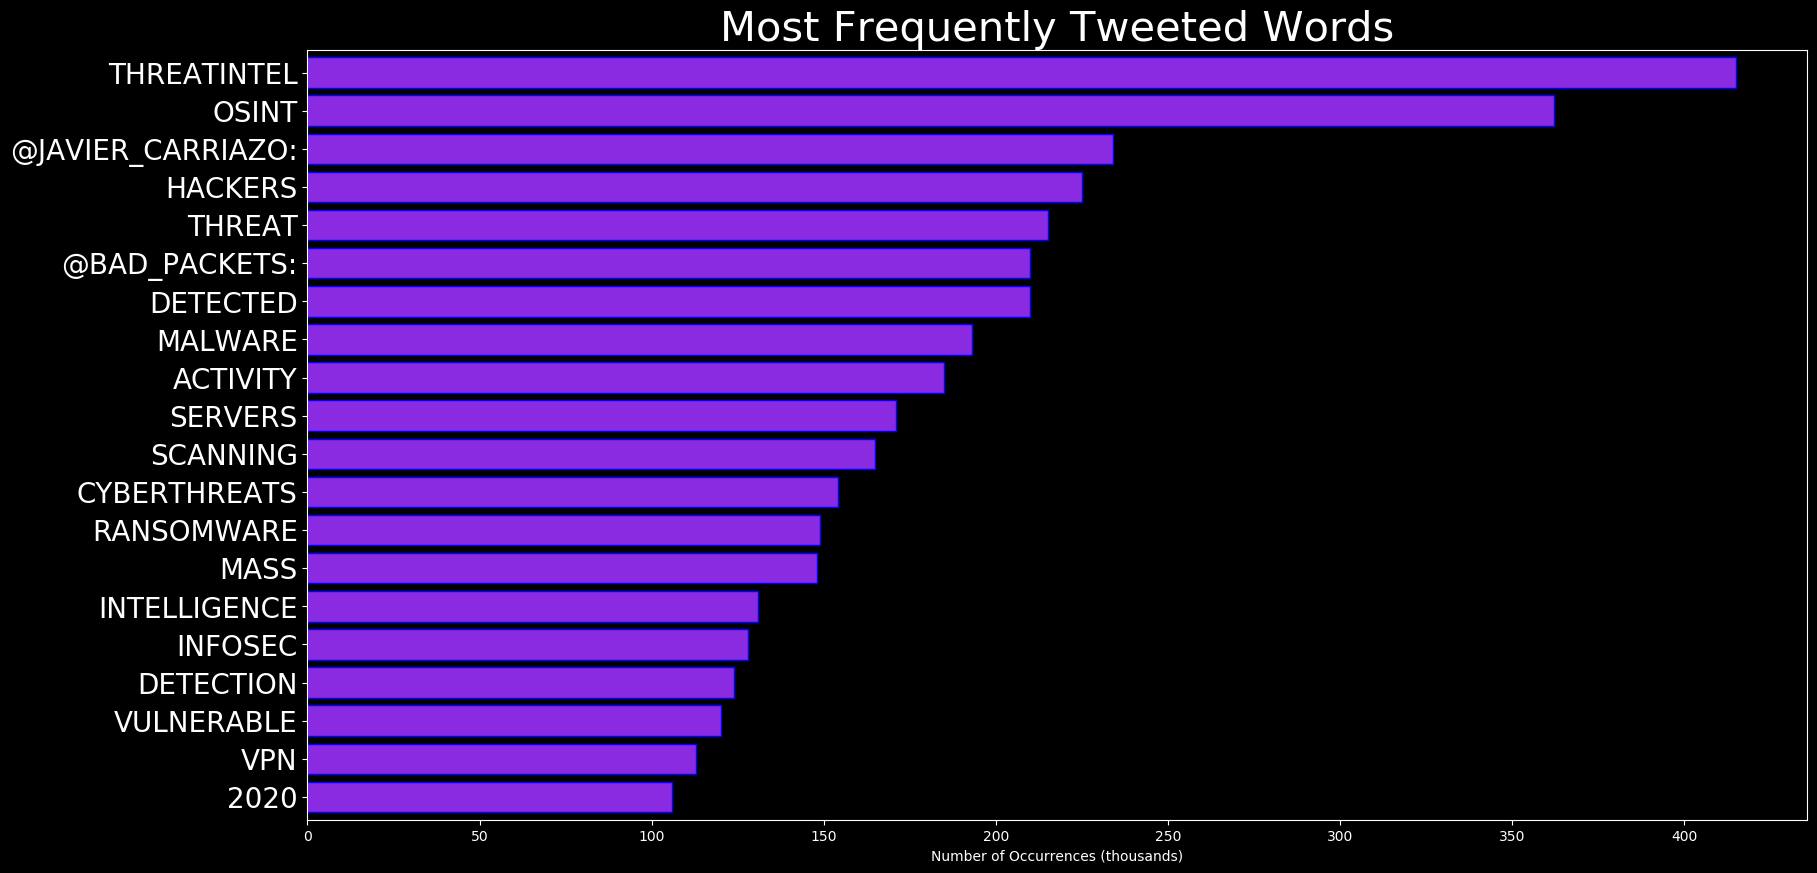 Most Frequently Tweeted Words
THREATINTEL
OSINT
@JAVIER_CARRIAZO:
HACKERS
THREAT
@BAD_PACKETS:
DETECTED
MALWARE
ACTIVITY
SERVERS
SCANNING
CYBERTHREATS
RANSOMWARE
MASS
INTELLIGENCE
INFOSEC
DETECTION
VULNERABLE
VPN
2020
0 50 100 150 200 250 300 350 400
Number of Occurrences (thousands)